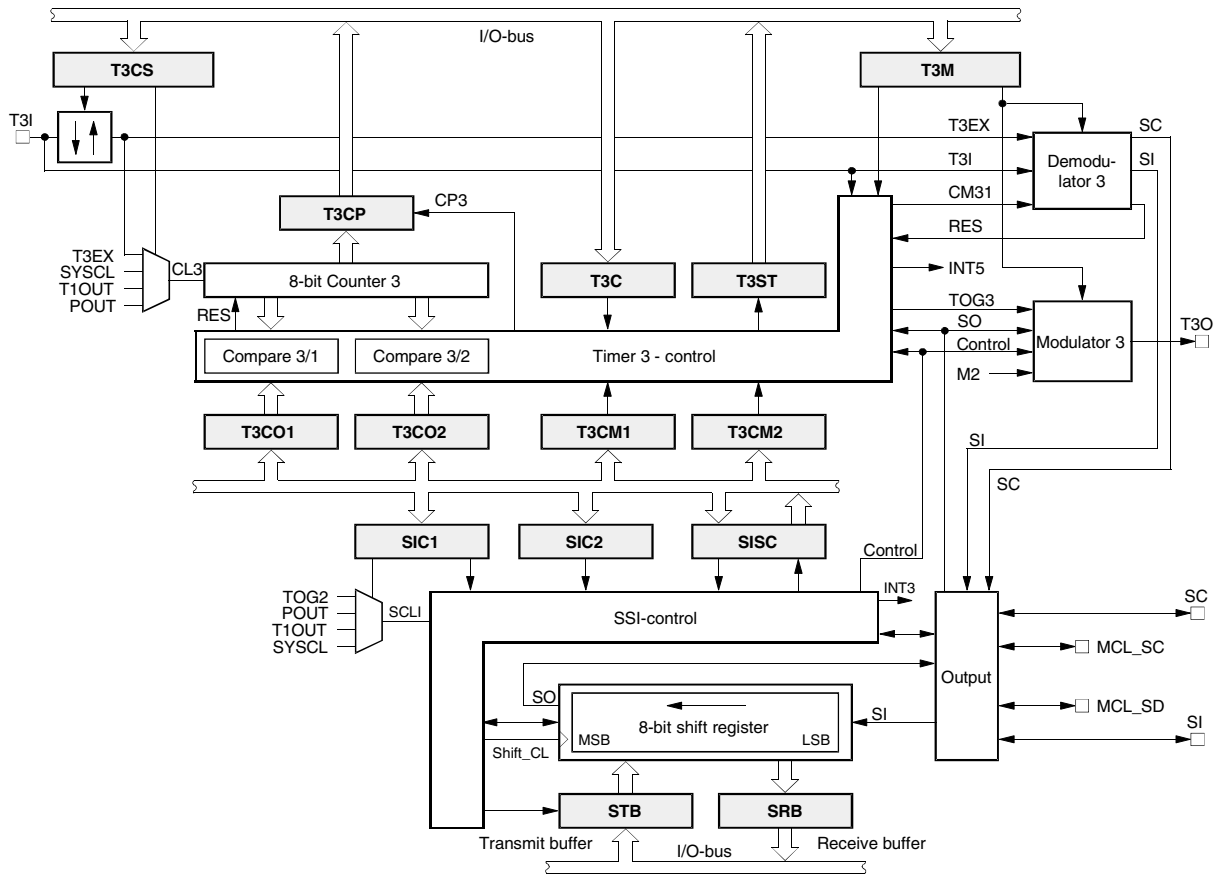 I/O-bus
T3CS
T3M
T3I
T3EX
SC
T3I
SI
Demodu-
lator 3
CM31
T3CP
CP3
RES
T3EX
SYSCL
T1OUT
POUT
CL3
8-bit Counter 3
T3C
T3ST
INT5
RES
TOG3
SO
Control
M2
Modulator 3
T3O
Compare 3/1
Compare 3/2
Timer 3 - control
T3CO1
T3CO2
T3CM1
T3CM2
SI
SC
SIC1
SIC2
SISC
Control
TOG2
POUT
T1OUT
SYSCL
SCLI
SSI-control
INT3
SC
MCL_SC
Output
MCL_SD
SI
SO
8-bit shift register
MSB
LSB
SI
Shift_CL
STB
SRB
Transmit buffer
I/O-bus
Receive buffer